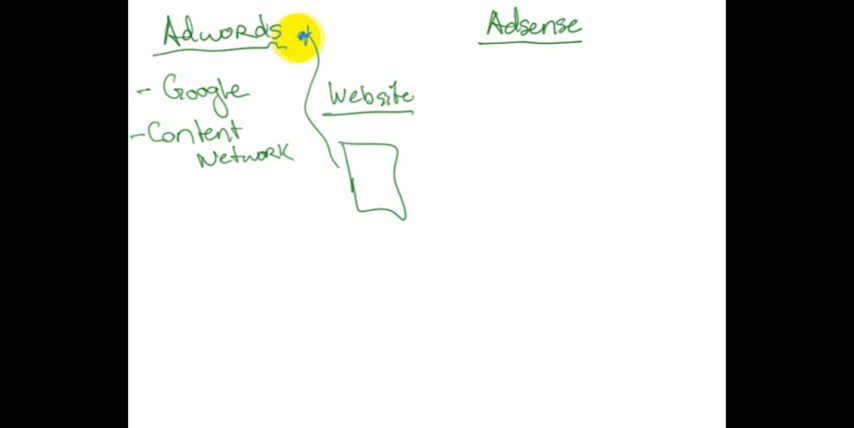 Adwords
- Google
- Content
Network
Website
Adsense